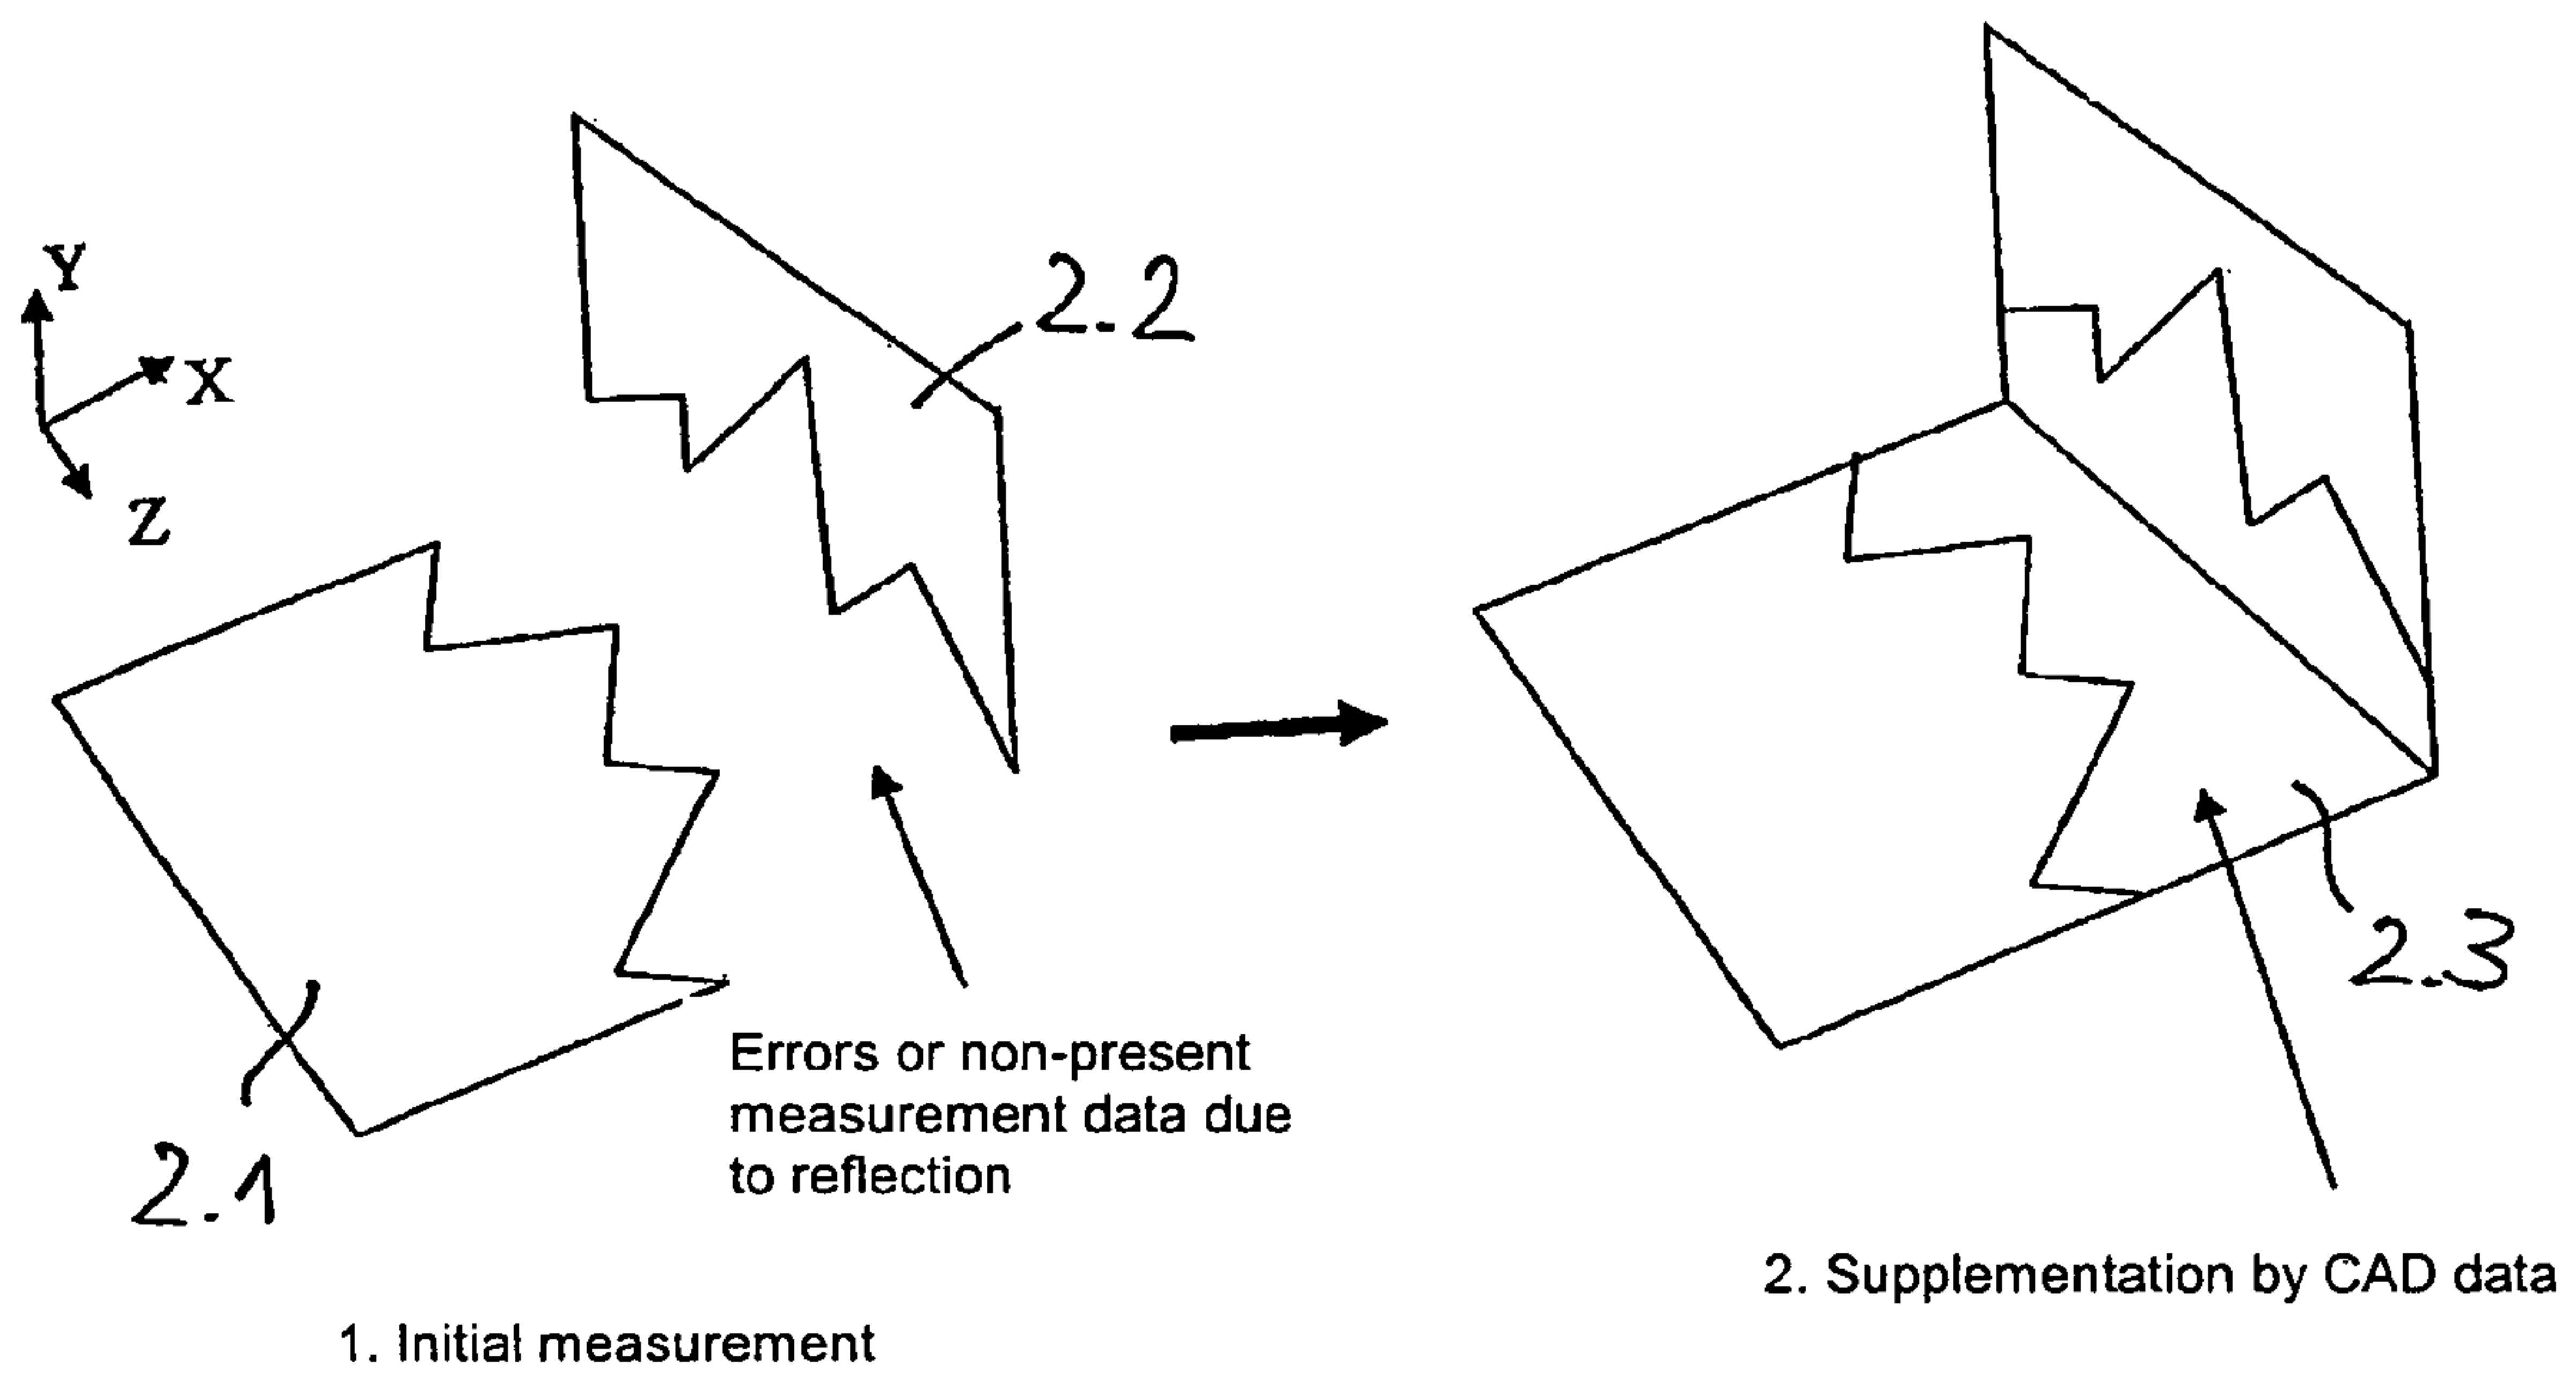 Y
X
Z
2.2
2.1
2.3
Errors or non-present
measurement data due
to reflection
1. Initial measurement
2. Supplementation by CAD data